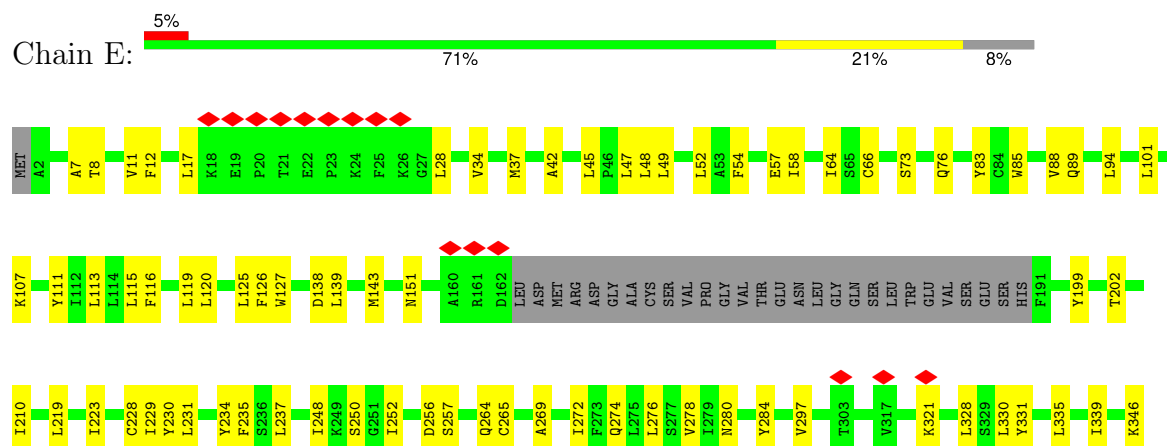 5%
Chain E:
71% 21% 8%
MET A2 A7 T8 V11 F12 L17 K18 E19 P20 T21 E22 P23 K24 F25 K26 G27 L28 V34 M37 A42 L45 P46 L47 L48 L49 L52 A53 F54 E57 I58 I64 S65 C66 S73 Q76 Y83 C84 W85 V88 Q89 L94 L101
K107 Y111 I112 L113 L114 L115 F116 L119 L120 L125 F126 W127 D138 L139 M143 N151 A160 R161 D162 LEU ASP MET ARG ASP GLY ALA CYS SER VAL PRO GLY VAL THR GLU ASN LEU GLY GLN SER LEU TRP GLU VAL SER GLU SER HIS F191 Y199 T202
I210 L219 I223 C228 I229 Y230 L231 Y234 F235 S236 L237 I248 K249 S250 G251 I252 D256 S257 Q264 C265 A269 I272 F273 Q274 L275 L276 S277 V278 I279 N280 Y284 V297 T303 V317 K321 L328 S329 L330 Y331 L335 I339 K346